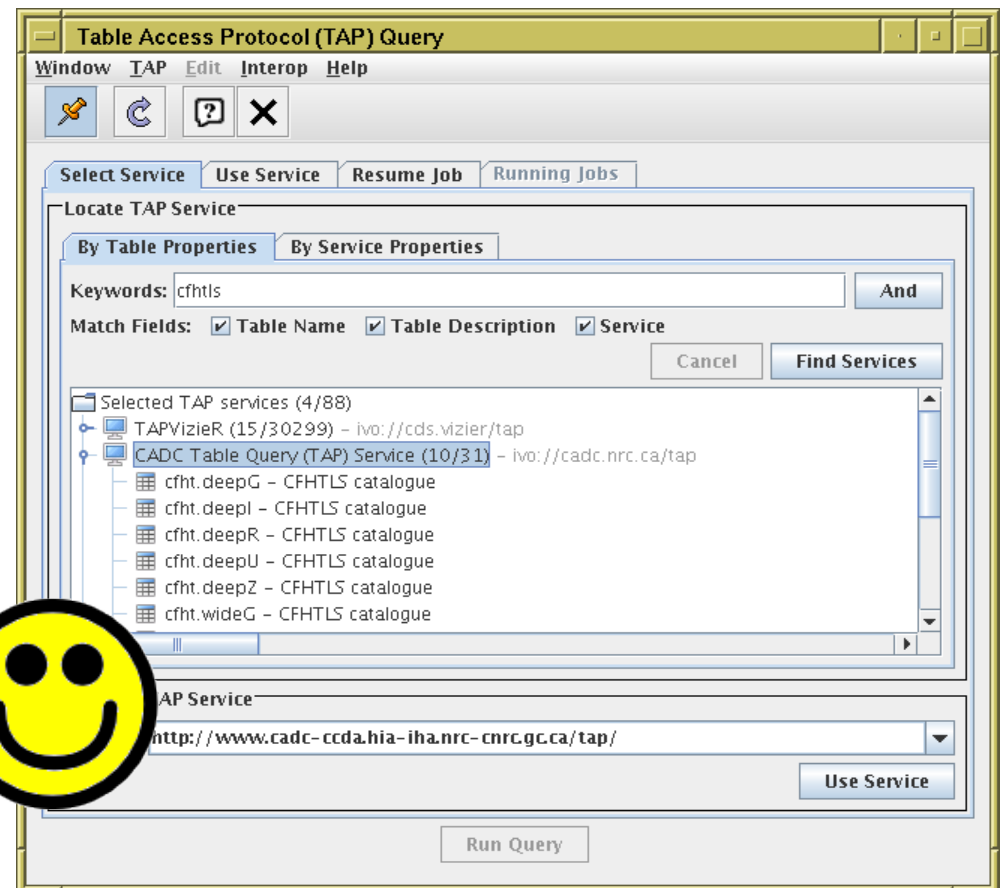 Table Access Protocol (TAP) Query
Window TAP Edit Interop Help
Select Service Use Service Resume Job Running Jobs
Locate TAP Service
By Table Properties By Service Properties
Keywords: cfhtls And
Match Fields: Table Name Table Description Service
Cancel Find Services
Selected TAP services (4/88)
TAPVizieR (15/30299) – ivo://cds.vizier/tap
CADC Table Query (TAP) Service (10/31) – ivo://cadc.nrc.ca/tap
cfht.deepG – CFHTLS catalogue
cfht.deepI – CFHTLS catalogue
cfht.deepR – CFHTLS catalogue
cfht.deepU – CFHTLS catalogue
cfht.deepZ – CFHTLS catalogue
cfht.wideG – CFHTLS catalogue
AP Service
http://www.cadc-ccda.hia-iha.nrc-cnrc.gc.ca/tap/
Use Service
Run Query